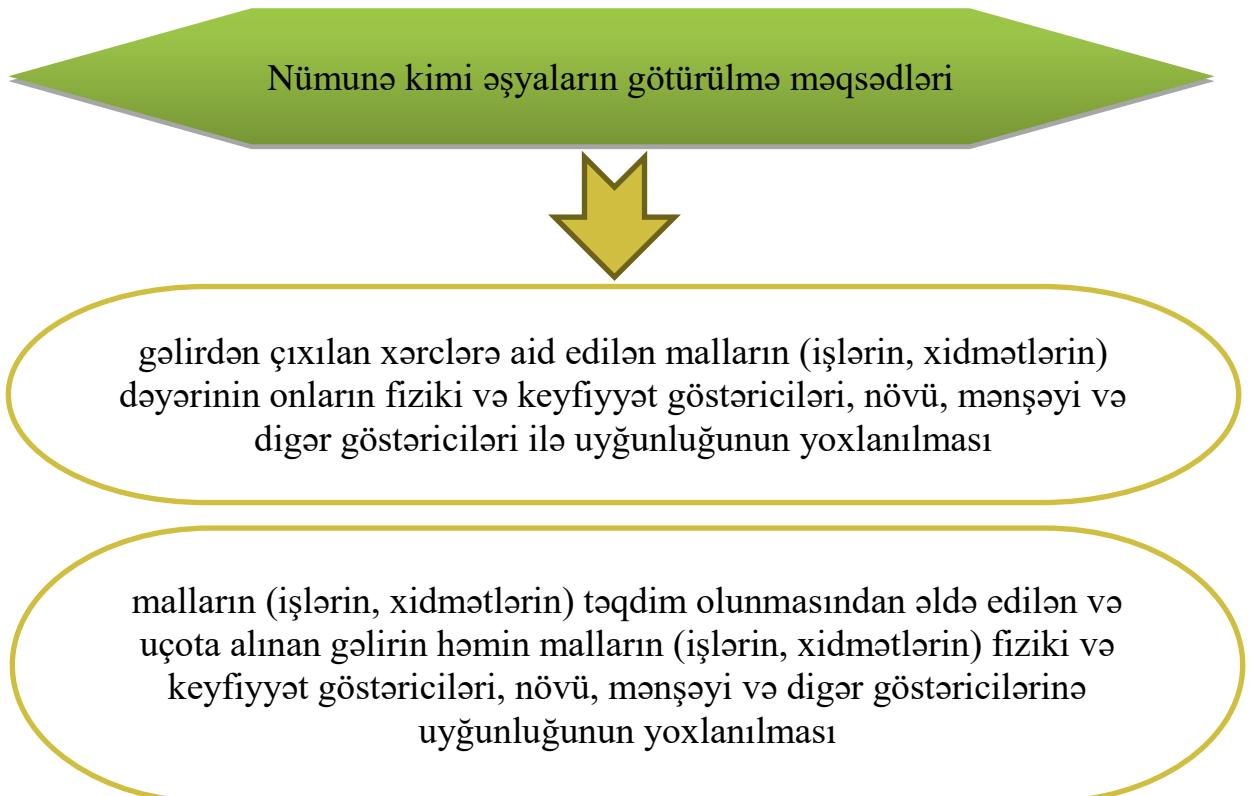 Nümunə kimi əşyaların götürülmə məqsədləri
gəlirdən çıxılan xərclərə aid edilən malların (işlərin, xidmətlərin)
dəyərinin onların fiziki və keyfiyyət göstəriciləri, növü, mənşəyi və
digər göstəriciləri ilə uyğunluğunun yoxlanılması
malların (işlərin, xidmətlərin) təqdim olunmasından əldə edilən və
uçota alınan gəlirin həmin malların (işlərin, xidmətlərin) fiziki və
keyfiyyət göstəriciləri, növü, mənşəyi və digər göstəricilərinə
uyğunluğunun yoxlanılması